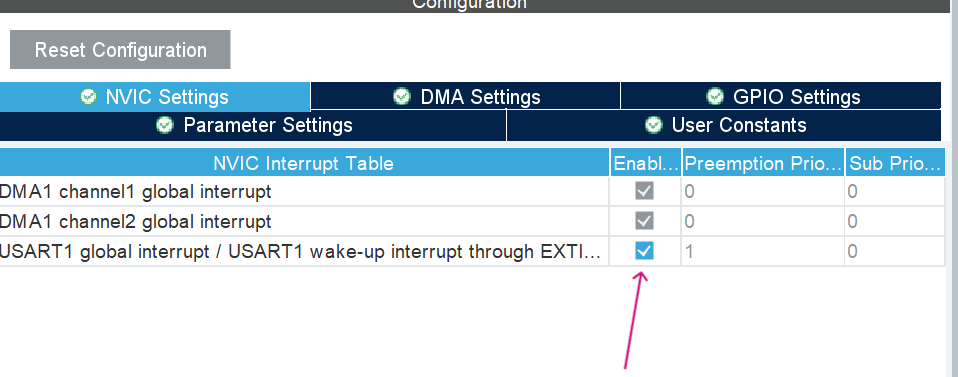 Configuration
Reset Configuration
NVIC Settings DMA Settings GPIO Settings
Parameter Settings User Constants
NVIC Interrupt Table Enabl... Preemption Prio... Sub Prio...
DMA1 channel1 global interrupt 0 0
DMA1 channel2 global interrupt 0 0
USART1 global interrupt / USART1 wake-up interrupt through EXTI... 1 0